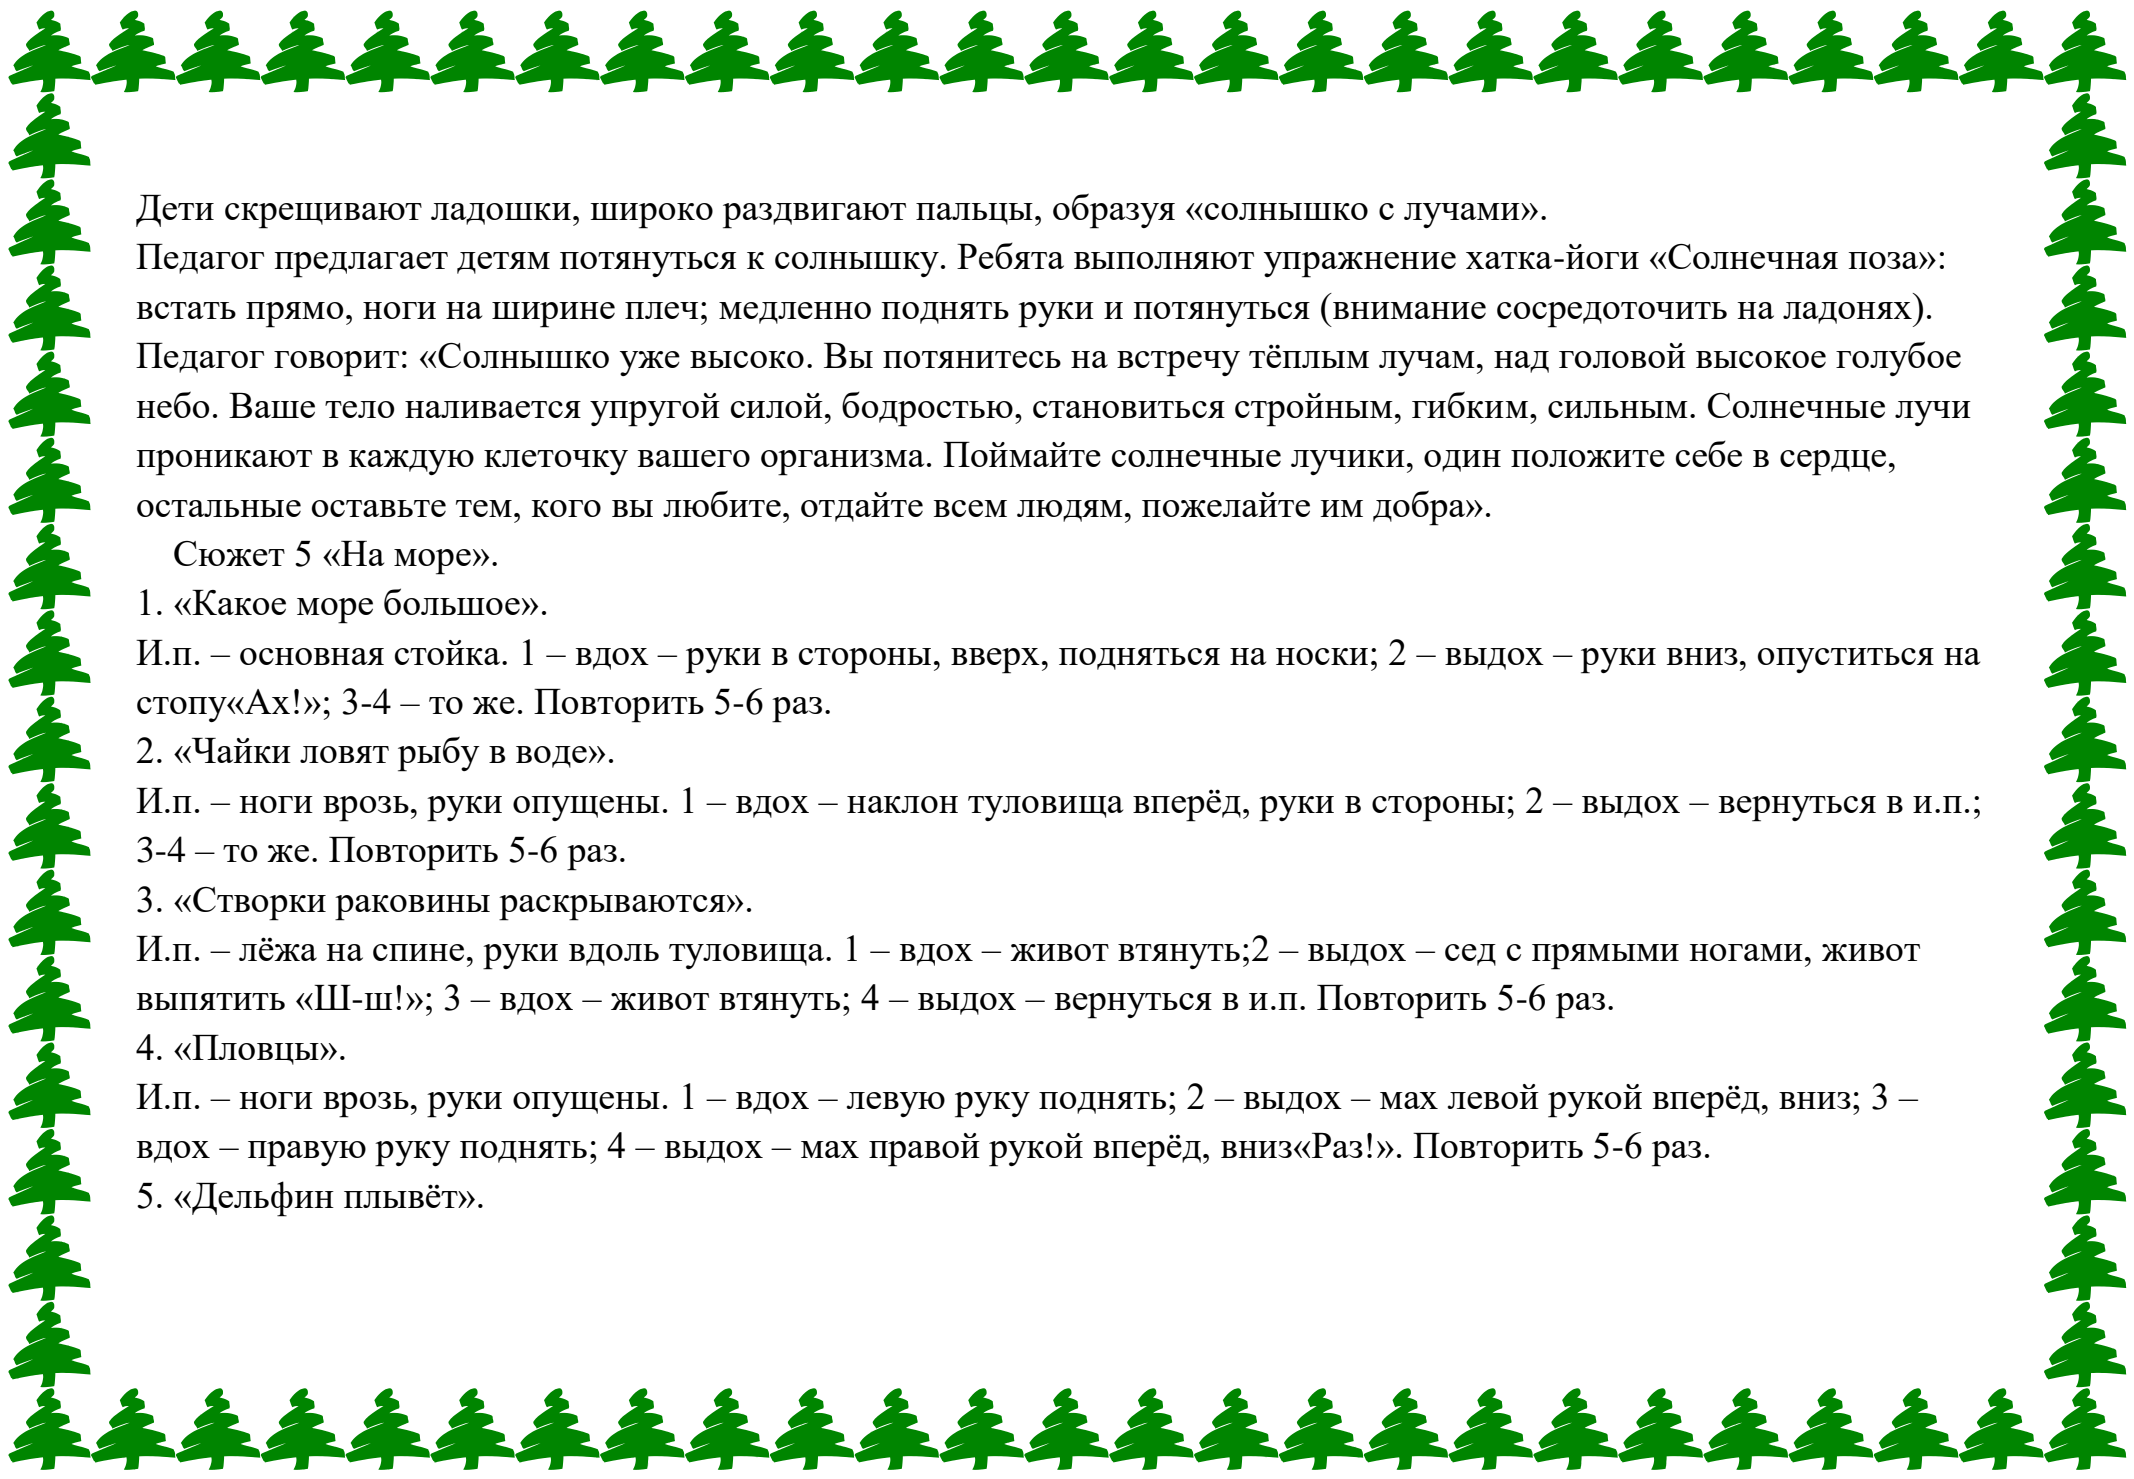 Дети скрещивают ладошки, широко раздвигают пальцы, образуя «солнышко с лучами».
Педагог предлагает детям потянуться к солнышку. Ребята выполняют упражнение хатка-йоги «Солнечная поза»:
встать прямо, ноги на ширине плеч; медленно поднять руки и потянуться (внимание сосредоточить на ладонях).
Педагог говорит: «Солнышко уже высоко. Вы потянитесь на встречу тёплым лучам, над головой высокое голубое
небо. Ваше тело наливается упругой силой, бодростью, становиться стройным, гибким, сильным. Солнечные лучи
проникают в каждую клеточку вашего организма. Поймайте солнечные лучики, один положите себе в сердце,
остальные оставьте тем, кого вы любите, отдайте всем людям, пожелайте им добра».
Сюжет 5 «На море».
1. «Какое море большое».
И.п. – основная стойка. 1 – вдох – руки в стороны, вверх, подняться на носки; 2 – выдох – руки вниз, опуститься на
стопу«Ах!»; 3-4 – то же. Повторить 5-6 раз.
2. «Чайки ловят рыбу в воде».
И.п. – ноги врозь, руки опущены. 1 – вдох – наклон туловища вперёд, руки в стороны; 2 – выдох – вернуться в и.п.;
3-4 – то же. Повторить 5-6 раз.
3. «Створки раковины раскрываются».
И.п. – лёжа на спине, руки вдоль туловища. 1 – вдох – живот втянуть;2 – выдох – сед с прямыми ногами, живот
выпятить «Ш-ш!»; 3 – вдох – живот втянуть; 4 – выдох – вернуться в и.п. Повторить 5-6 раз.
4. «Пловцы».
И.п. – ноги врозь, руки опущены. 1 – вдох – левую руку поднять; 2 – выдох – мах левой рукой вперёд, вниз; 3 –
вдох – правую руку поднять; 4 – выдох – мах правой рукой вперёд, вниз«Раз!». Повторить 5-6 раз.
5. «Дельфин плывёт».